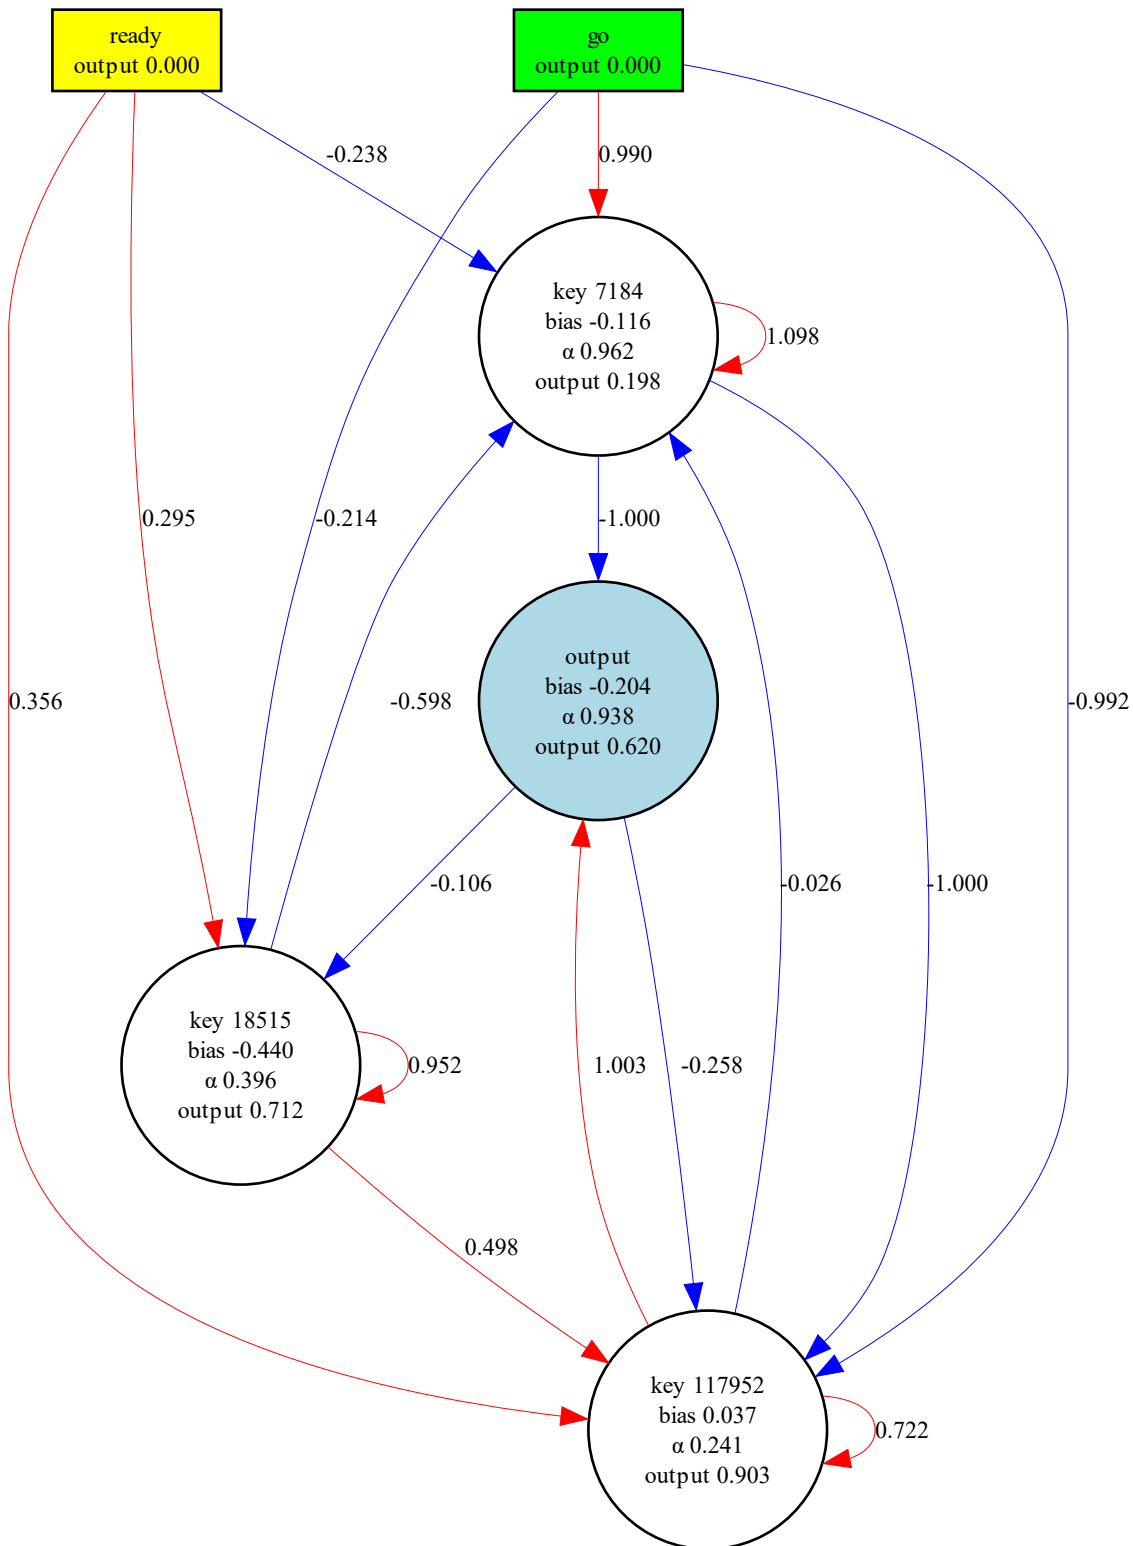 ready
output 0.000
go
output 0.000
-0.238
0.990
key 7184
bias -0.116
α 0.962
output 0.198
1.098
0.295
-0.214
-1.000
output
bias -0.204
α 0.938
output 0.620
0.356
-0.598
-0.992
-0.106
-0.026
-1.000
key 18515
bias -0.440
α 0.396
output 0.712
0.952
1.003
-0.258
0.498
key 117952
bias 0.037
α 0.241
output 0.903
0.722